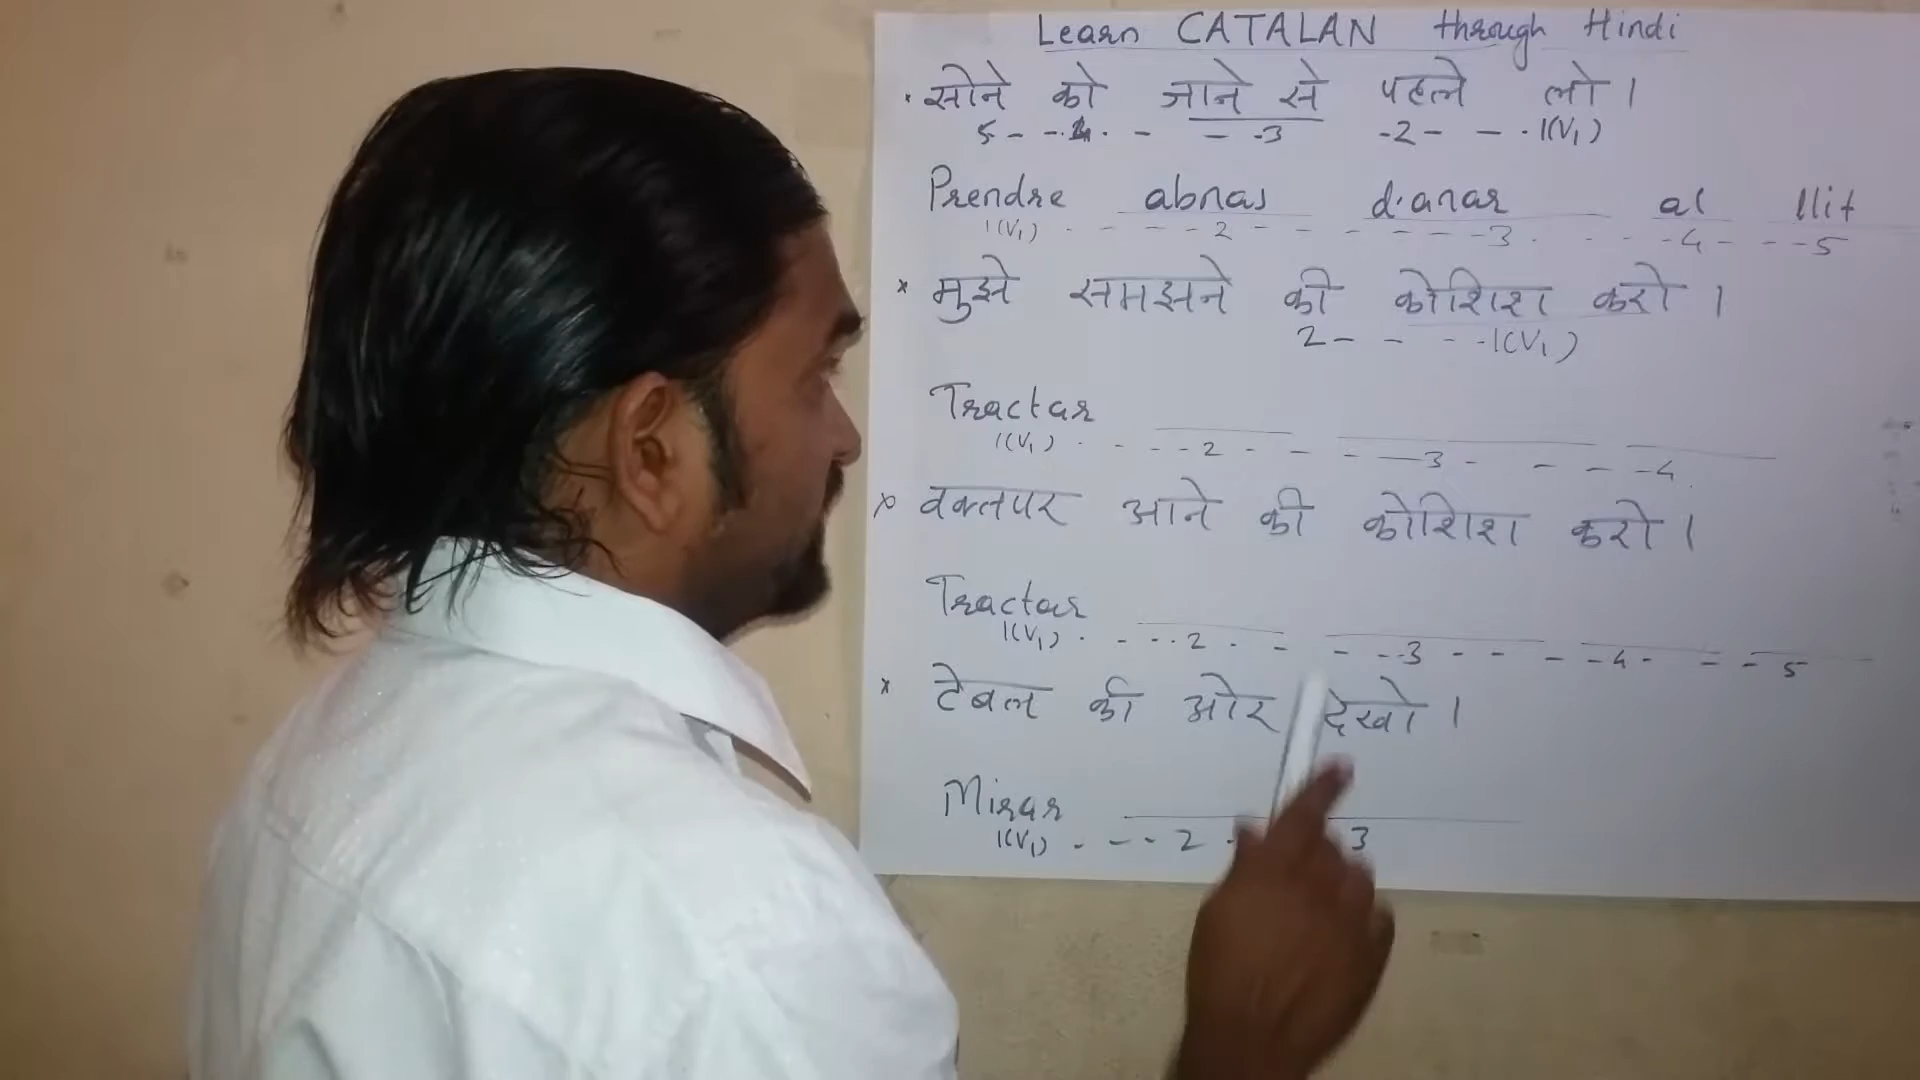 Learn CATALAN through Hindi
· सोने को जाने से पहले लो ।
5 - - 4 - - - 3 - 2 - - - 1(V₁)
Prendre abnas d'anar al llit
1(V₁) - - - - 2 - - - - - - 3 - - - 4 - - - 5
× मुझे समझने की कोशिश करो ।
2 - - - - 1(V₁)
Tractar
1(V₁) - - - - 2 - - - - 3 - - - - 4
× वक्तपर आने की कोशिश करो ।
Tractar
1(V₁) - - - - 2 - - - - 3 - - - - 4 - - - 5
× टेबल की ओर देखो ।
Mirar
1(V₁) - - - - 2 - 3